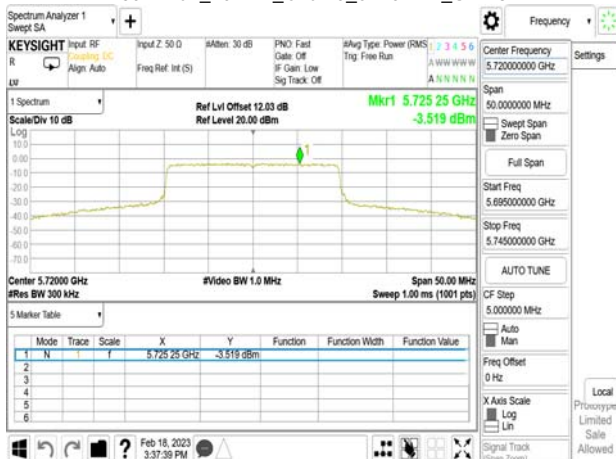 Spectrum Analyzer 1
Swept SA
+
Frequency
KEYSIGHT
R
Input: RF
Coupling: DC
Align: Auto
Input Z: 50 Ω
Freq Ref: Int (S)
#Atten: 30 dB
PNO: Fast
Gate: Off
IF Gain: Low
Sig Track: Off
#Avg Type: Power (RMS
Trig: Free Run
1 2 3 4 5 6
A W W W W W
A N N N N N
1 Spectrum
Scale/Div 10 dB
Log
Ref Lvl Offset 12.03 dB
Ref Level 20.00 dBm
Mkr1 5.725 25 GHz
-3.519 dBm
10.0
0.00
-10.0
-20.0
-30.0
-40.0
-50.0
-60.0
-70.0
1
Center 5.72000 GHz
#Res BW 300 kHz
#Video BW 1.0 MHz
Span 50.00 MHz
Sweep 1.00 ms (1001 pts)
5 Marker Table
Mode Trace Scale X Y Function Function Width Function Value
1 N 1 f 5.725 25 GHz -3.519 dBm
2
3
4
5
6
Feb 18, 2023
3:37:39 PM
?
Center Frequency
5.720000000 GHz
Settings
Span
50.0000000 MHz
Swept Span
Zero Span
Full Span
Start Freq
5.695000000 GHz
Stop Freq
5.745000000 GHz
AUTO TUNE
CF Step
5.000000 MHz
Auto
Man
Freq Offset
0 Hz
X Axis Scale
Log
Lin
Signal Track
Local
Prototype
Limited
Sale
Allowed